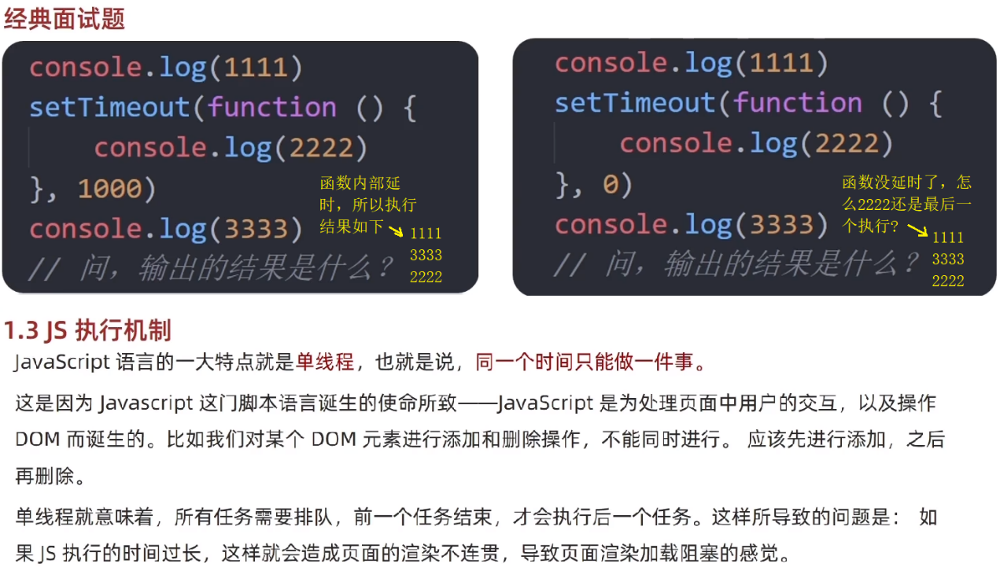 经典面试题
console.log(1111)
setTimeout(function () {
console.log(2222)
}, 1000)
console.log(3333)
// 问，输出的结果是什么？
函数内部延
时，所以执行
结果如下
1111
3333
2222
console.log(1111)
setTimeout(function () {
console.log(2222)
}, 0)
console.log(3333)
// 问，输出的结果是什么？
函数没延时了，怎
么2222还是最后一
个执行?
1111
3333
2222
1.3 JS 执行机制
JavaScript 语言的一大特点就是单线程，也就是说，同一个时间只能做一件事。
这是因为 Javascript 这门脚本语言诞生的使命所致——JavaScript 是为处理页面中用户的交互，以及操作
DOM 而诞生的。比如我们对某个 DOM 元素进行添加和删除操作，不能同时进行。 应该先进行添加，之后
再删除。
单线程就意味着，所有任务需要排队，前一个任务结束，才会执行后一个任务。这样所导致的问题是： 如
果 JS 执行的时间过长，这样就会造成页面的渲染不连贯，导致页面渲染加载阻塞的感觉。